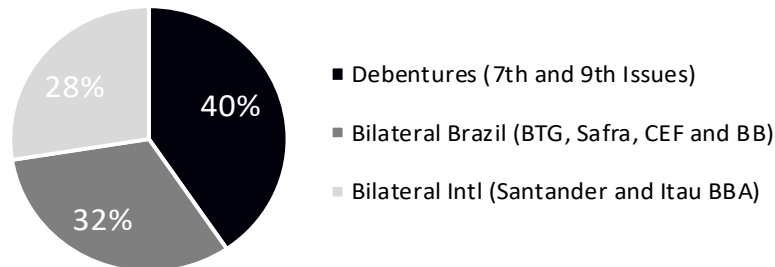 28%
40%
32%
Debentures (7th and 9th Issues)
Bilateral Brazil (BTG, Safra, CEF and BB)
Bilateral Intl (Santander and Itau BBA)